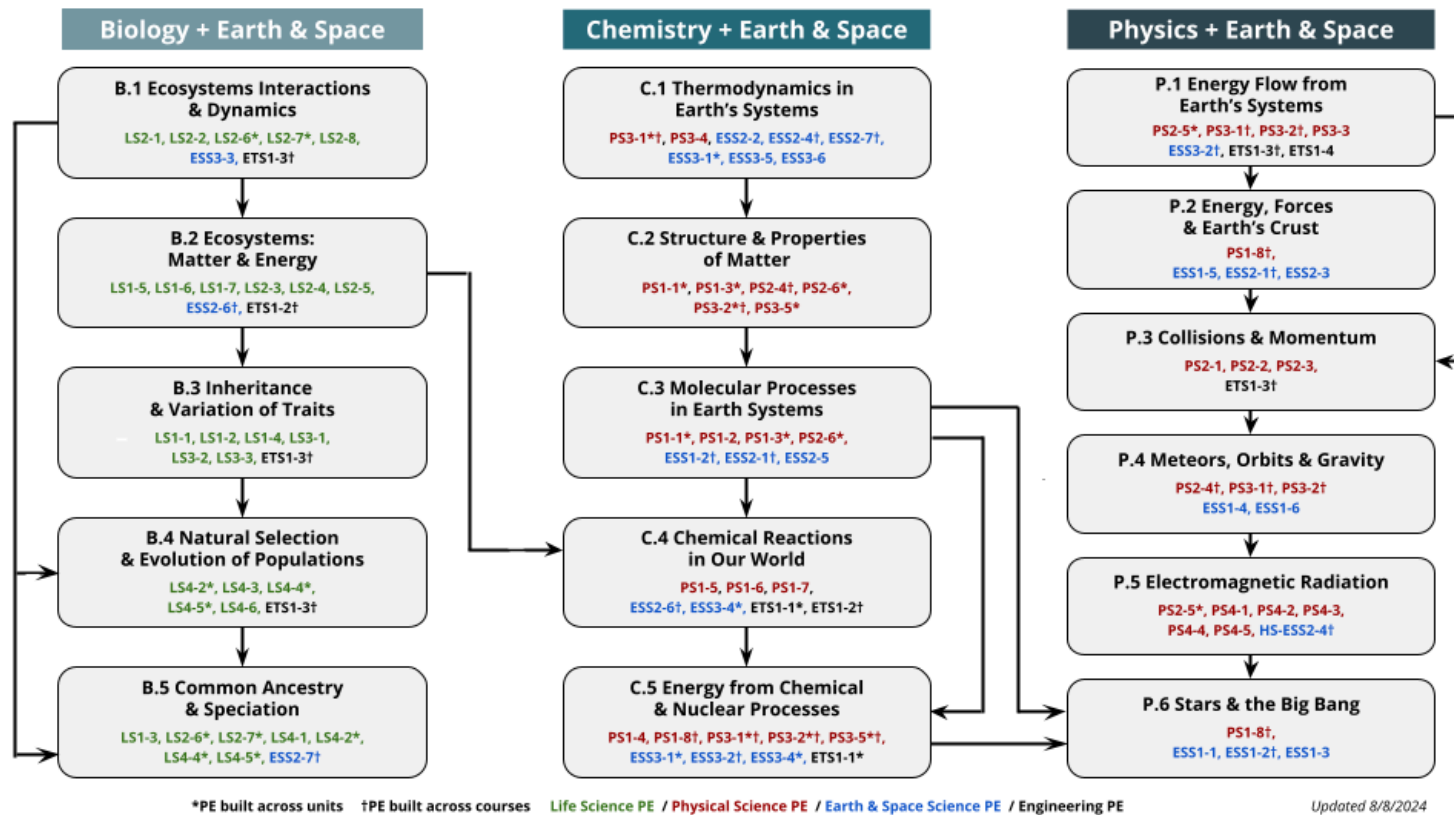 Biology + Earth & Space
B.1 Ecosystems Interactions
& Dynamics
LS2-1, LS2-2, LS2-6*, LS2-7*, LS2-8,
ESS3-3, ETS1-3†
B.2 Ecosystems:
Matter & Energy
LS1-5, LS1-6, LS1-7, LS2-3, LS2-4, LS2-5,
ESS2-6†, ETS1-2†
B.3 Inheritance
& Variation of Traits
LS1-1, LS1-2, LS1-4, LS3-1,
LS3-2, LS3-3, ETS1-3†
B.4 Natural Selection
& Evolution of Populations
LS4-2*, LS4-3, LS4-4*,
LS4-5*, LS4-6, ETS1-3†
B.5 Common Ancestry
& Speciation
LS1-3, LS2-6*, LS2-7*, LS4-1, LS4-2*,
LS4-4*, LS4-5*, ESS2-7†
Chemistry + Earth & Space
C.1 Thermodynamics in
Earth's Systems
PS3-1*†, PS3-4, ESS2-2, ESS2-4†, ESS2-7†,
ESS3-1*, ESS3-5, ESS3-6
C.2 Structure & Properties
of Matter
PS1-1*, PS1-3*, PS2-4†, PS2-6*,
PS3-2*†, PS3-5*
C.3 Molecular Processes
in Earth Systems
PS1-1*, PS1-2, PS1-3*, PS2-6*,
ESS1-2†, ESS2-1†, ESS2-5
C.4 Chemical Reactions
in Our World
PS1-5, PS1-6, PS1-7,
ESS2-6†, ESS3-4*, ETS1-1*, ETS1-2†
C.5 Energy from Chemical
& Nuclear Processes
PS1-4, PS1-8†, PS3-1*†, PS3-2*†, PS3-5*†,
ESS3-1*, ESS3-2†, ESS3-4*, ETS1-1*
Physics + Earth & Space
P.1 Energy Flow from
Earth's Systems
PS2-5*, PS3-1†, PS3-2†, PS3-3
ESS3-2†, ETS1-3†, ETS1-4
P.2 Energy, Forces
& Earth's Crust
PS1-8†,
ESS1-5, ESS2-1†, ESS2-3
P.3 Collisions & Momentum
PS2-1, PS2-2, PS2-3,
ETS1-3†
P.4 Meteors, Orbits & Gravity
PS2-4†, PS3-1†, PS3-2†
ESS1-4, ESS1-6
P.5 Electromagnetic Radiation
PS2-5*, PS4-1, PS4-2, PS4-3,
PS4-4, PS4-5, HS-ESS2-4†
P.6 Stars & the Big Bang
PS1-8†,
ESS1-1, ESS1-2†, ESS1-3
*PE built across units †PE built across courses Life Science PE / Physical Science PE / Earth & Space Science PE / Engineering PE
Updated 8/8/2024